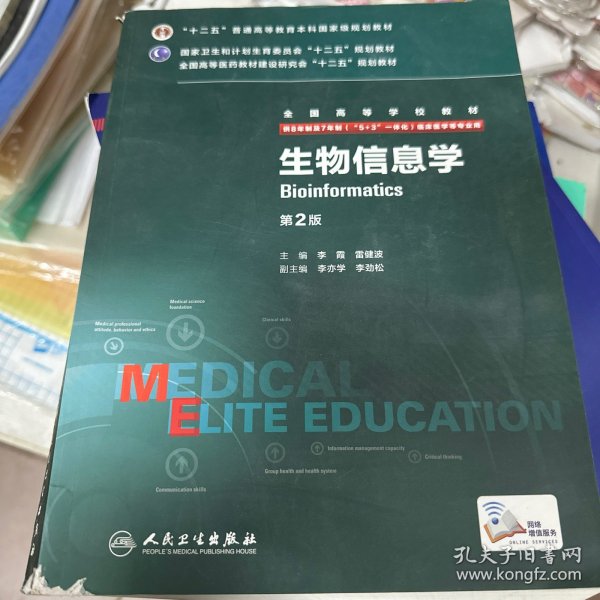 “十二五”普通高等教育本科国家级规划教材
国家卫生和计划生育委员会“十二五”规划教材
全国高等医药教材建设研究会“十二五”规划教材
全国高等学校教材
供8年制及7年制（“5+3”一体化）临床医学等专业用
生物信息学
Bioinformatics
第2版
主 编 李 霞 雷健波
副主编 李亦学 李劲松
Medical science
foundation
Clinical skills
Medical professional
attitude, behavior and ethics
MEDICAL
ELITE EDUCATION
Information management capacity
Critical thinking
Group health and health system
Communication skills
人民卫生出版社
PEOPLE'S MEDICAL PUBLISHING HOUSE
网络
增值服务
ONLINE SERVICES
孔夫子旧书网
www.kongfz.com